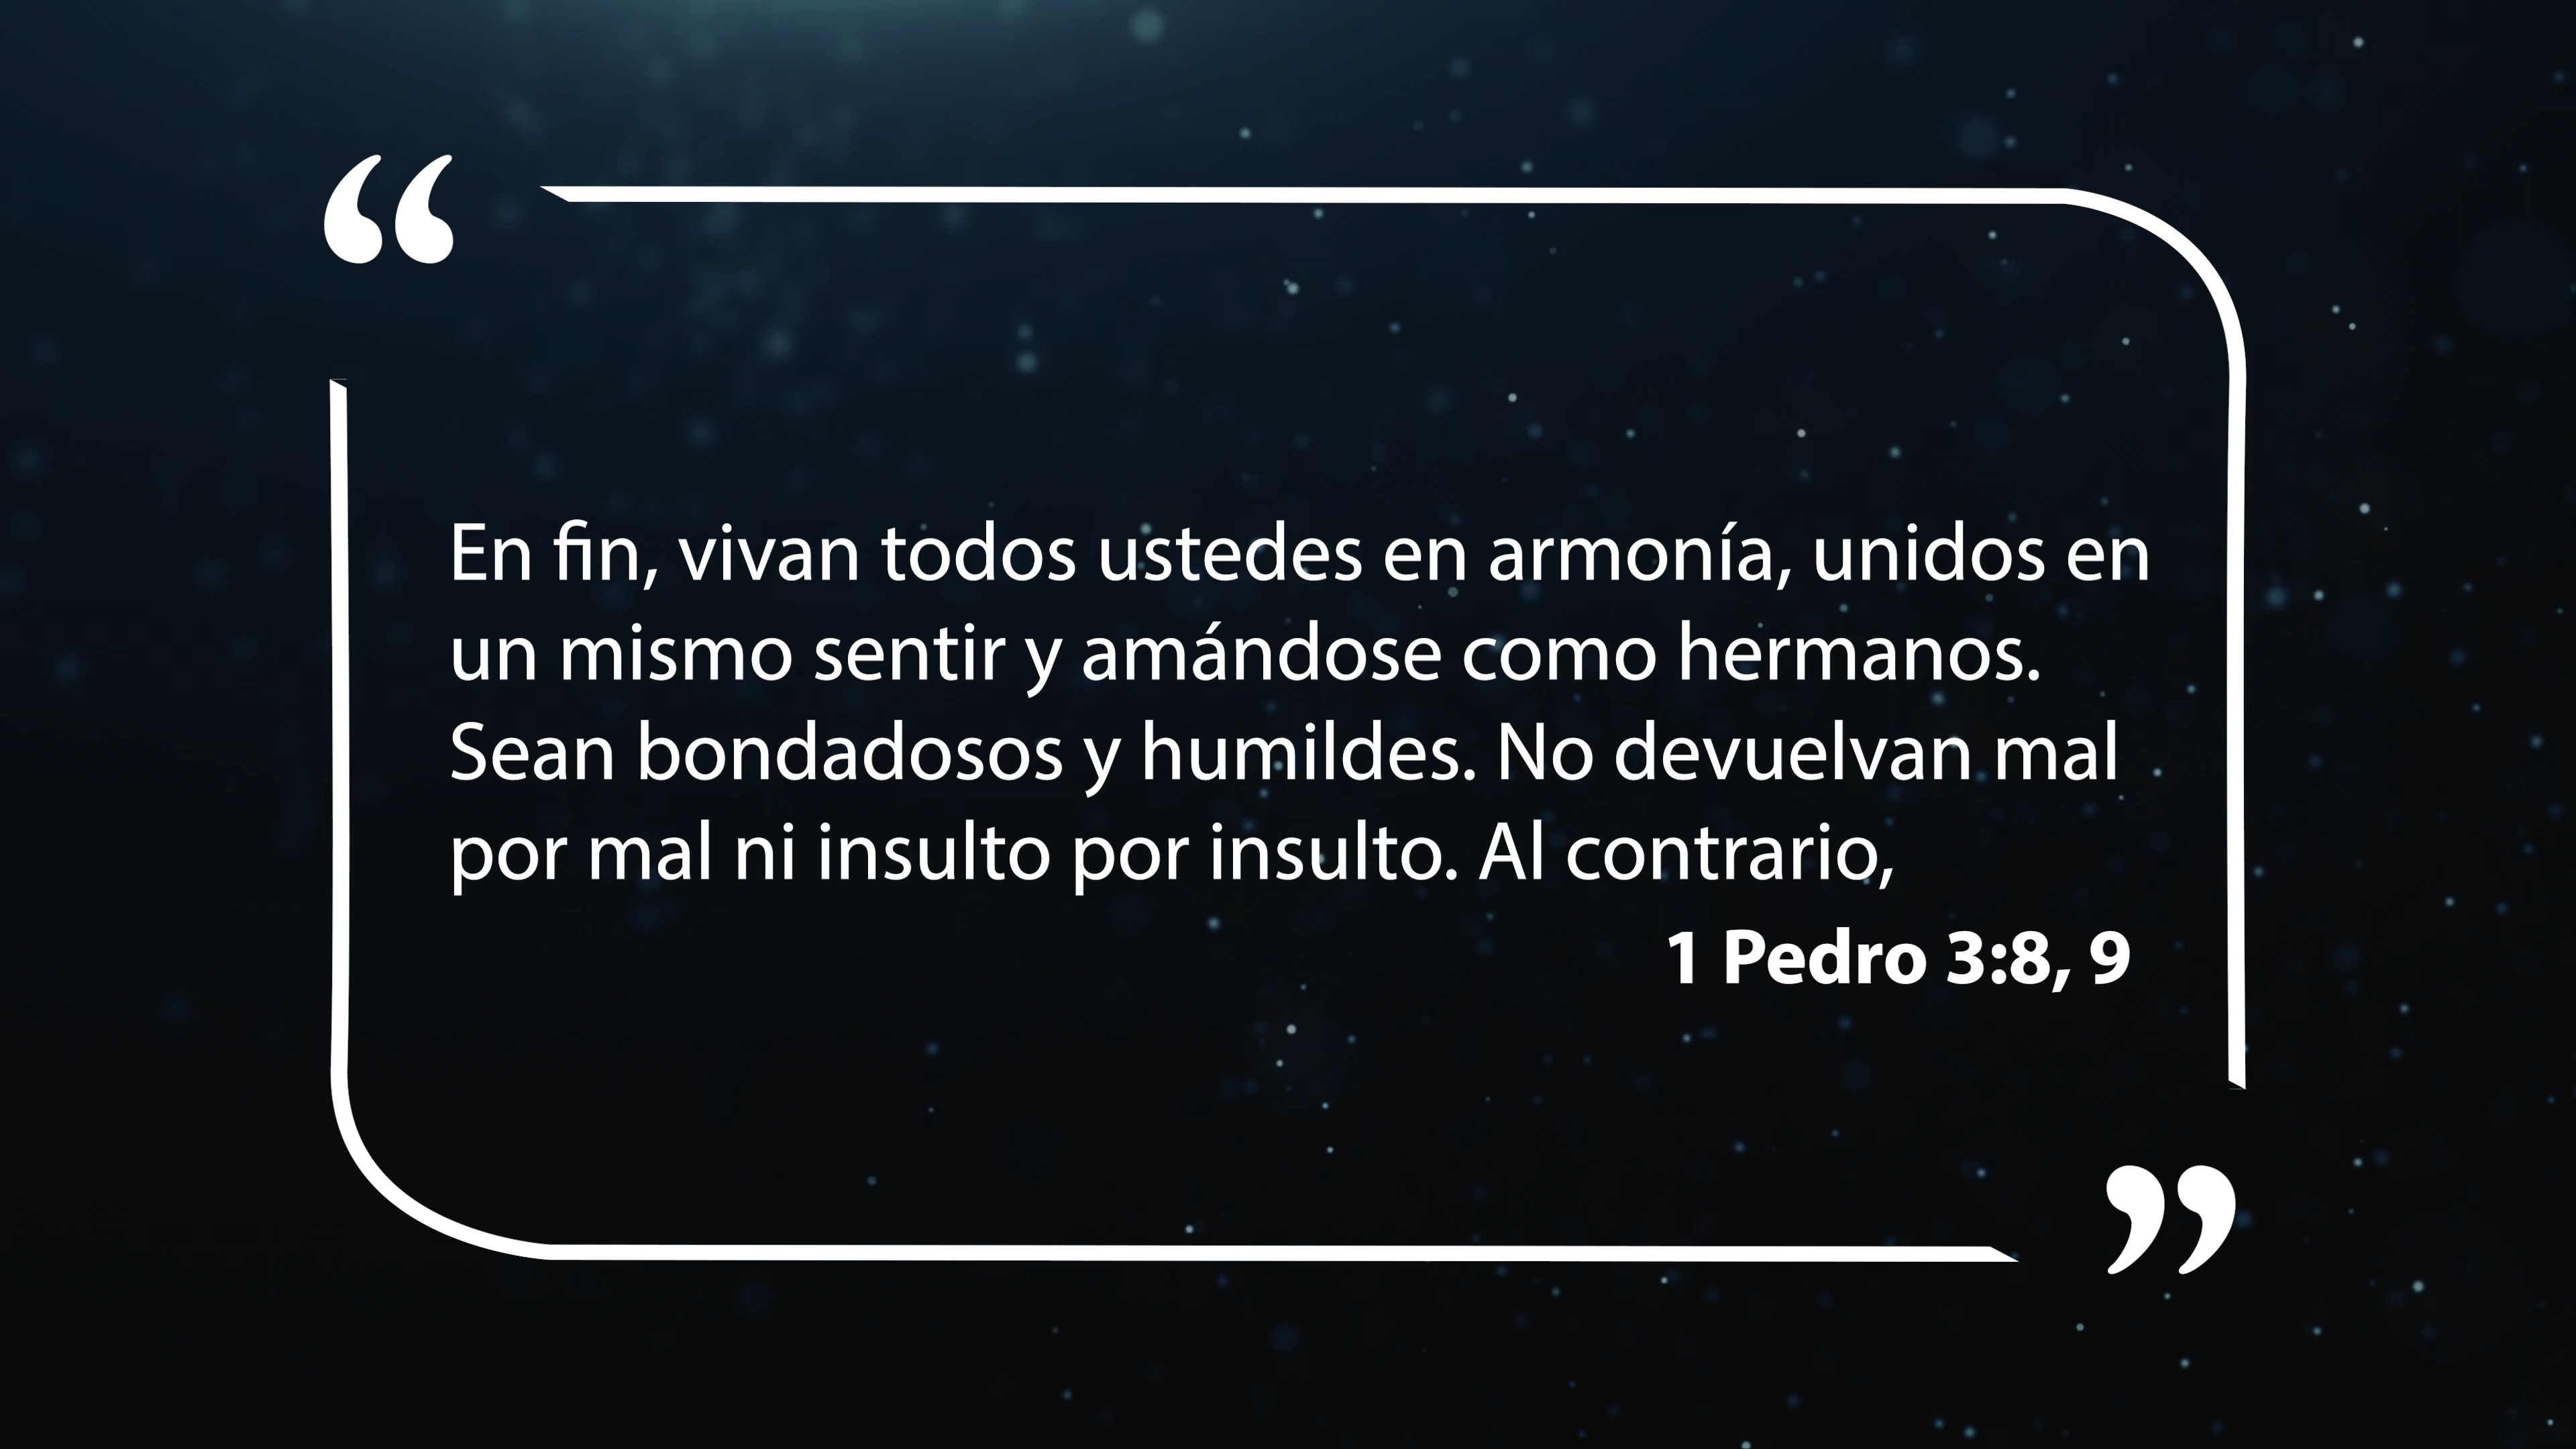 “
En fin, vivan todos ustedes en armonía, unidos en
un mismo sentir y amándose como hermanos.
Sean bondadosos y humildes. No devuelvan mal
por mal ni insulto por insulto. Al contrario,
1 Pedro 3:8, 9
”